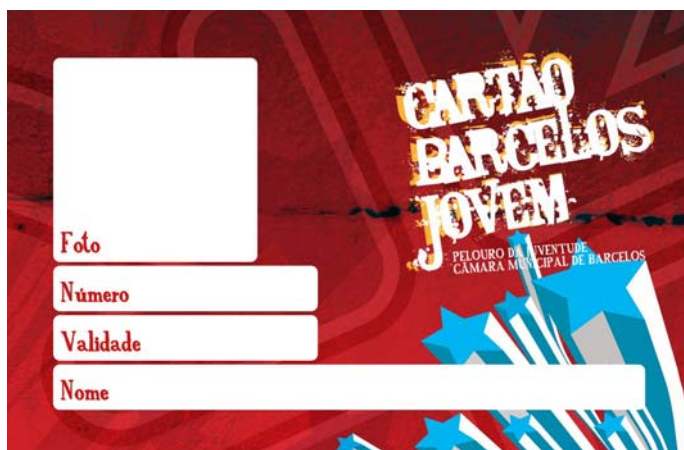 CARTÃO
BARCELOS
JOVEM
PELOURO DA JUVENTUDE
CÂMARA MUNICIPAL DE BARCELOS
Foto
Número
Validade
Nome